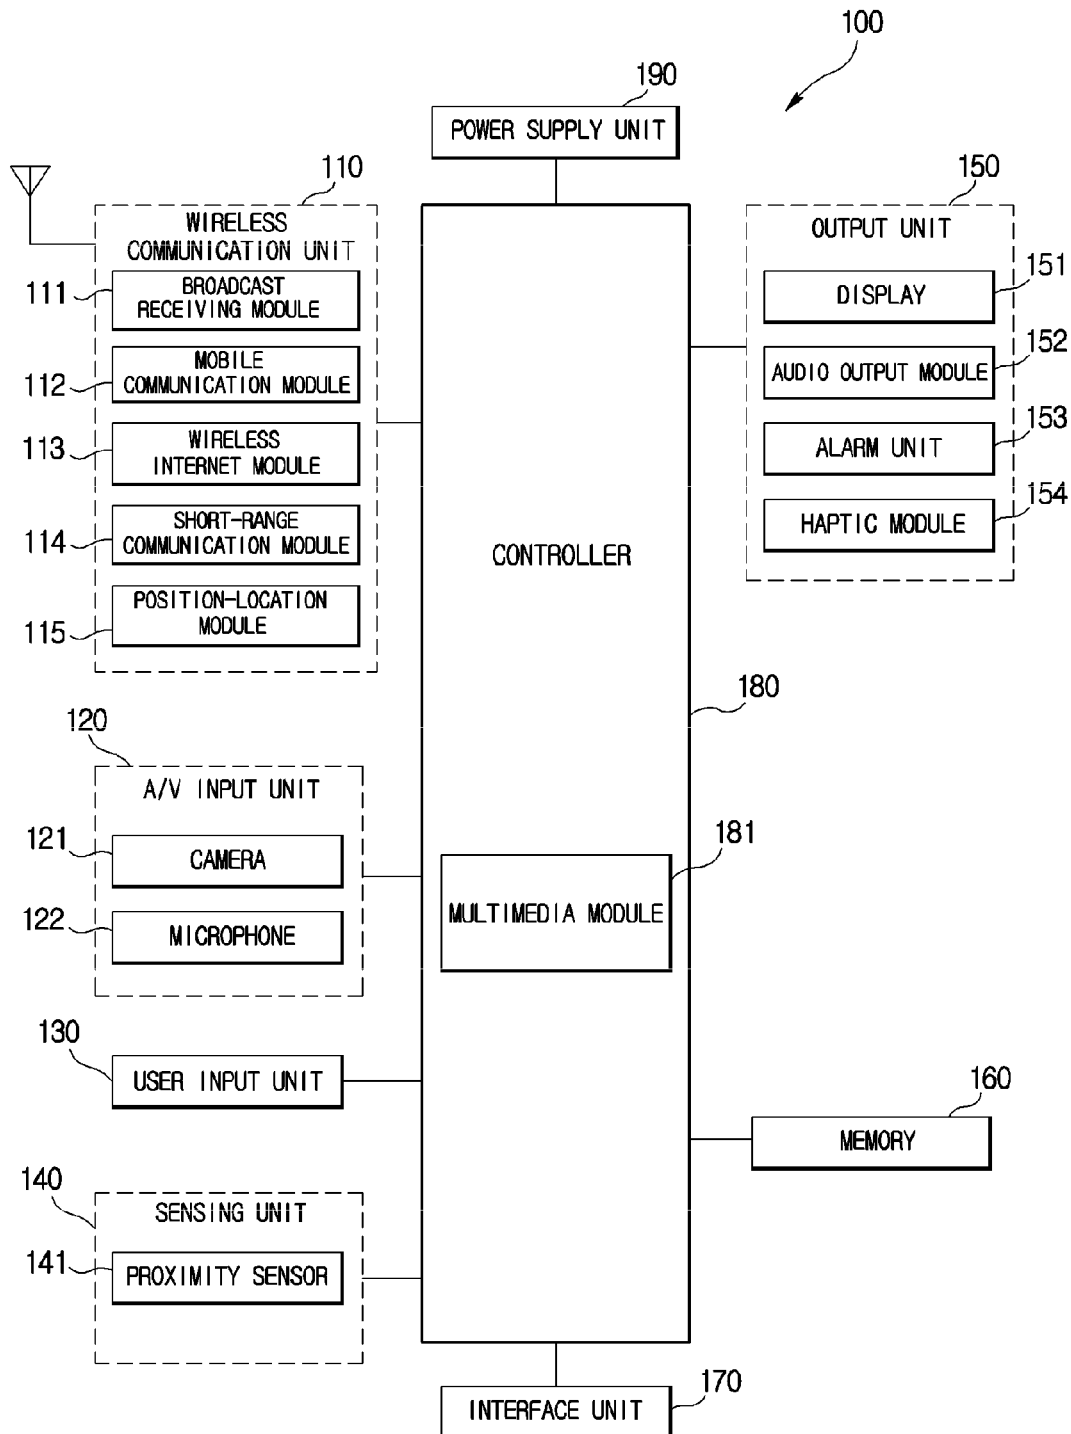 100
190
POWER SUPPLY UNIT
110
WIRELESS
COMMUNICATION UNIT
111
BROADCAST
RECEIVING MODULE
112
MOBILE
COMMUNICATION MODULE
113
WIRELESS
INTERNET MODULE
114
SHORT-RANGE
COMMUNICATION MODULE
115
POSITION-LOCATION
MODULE
120
A/V INPUT UNIT
121
CAMERA
122
MICROPHONE
130
USER INPUT UNIT
140
SENSING UNIT
141
PROXIMITY SENSOR
CONTROLLER
180
181
MULTIMEDIA MODULE
150
OUTPUT UNIT
151
DISPLAY
152
AUDIO OUTPUT MODULE
153
ALARM UNIT
154
HAPTIC MODULE
160
MEMORY
170
INTERFACE UNIT